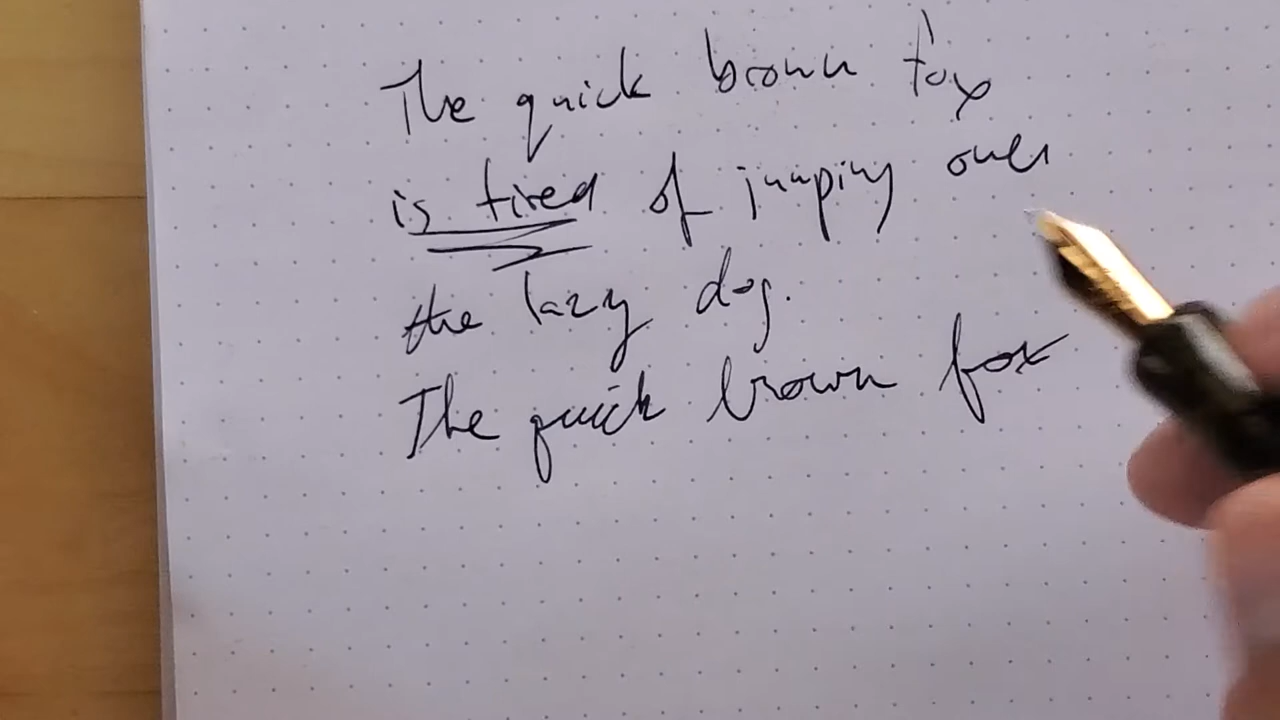 The quick brown fox
is tired of jumping over
the lazy dog.
The quick brown fox